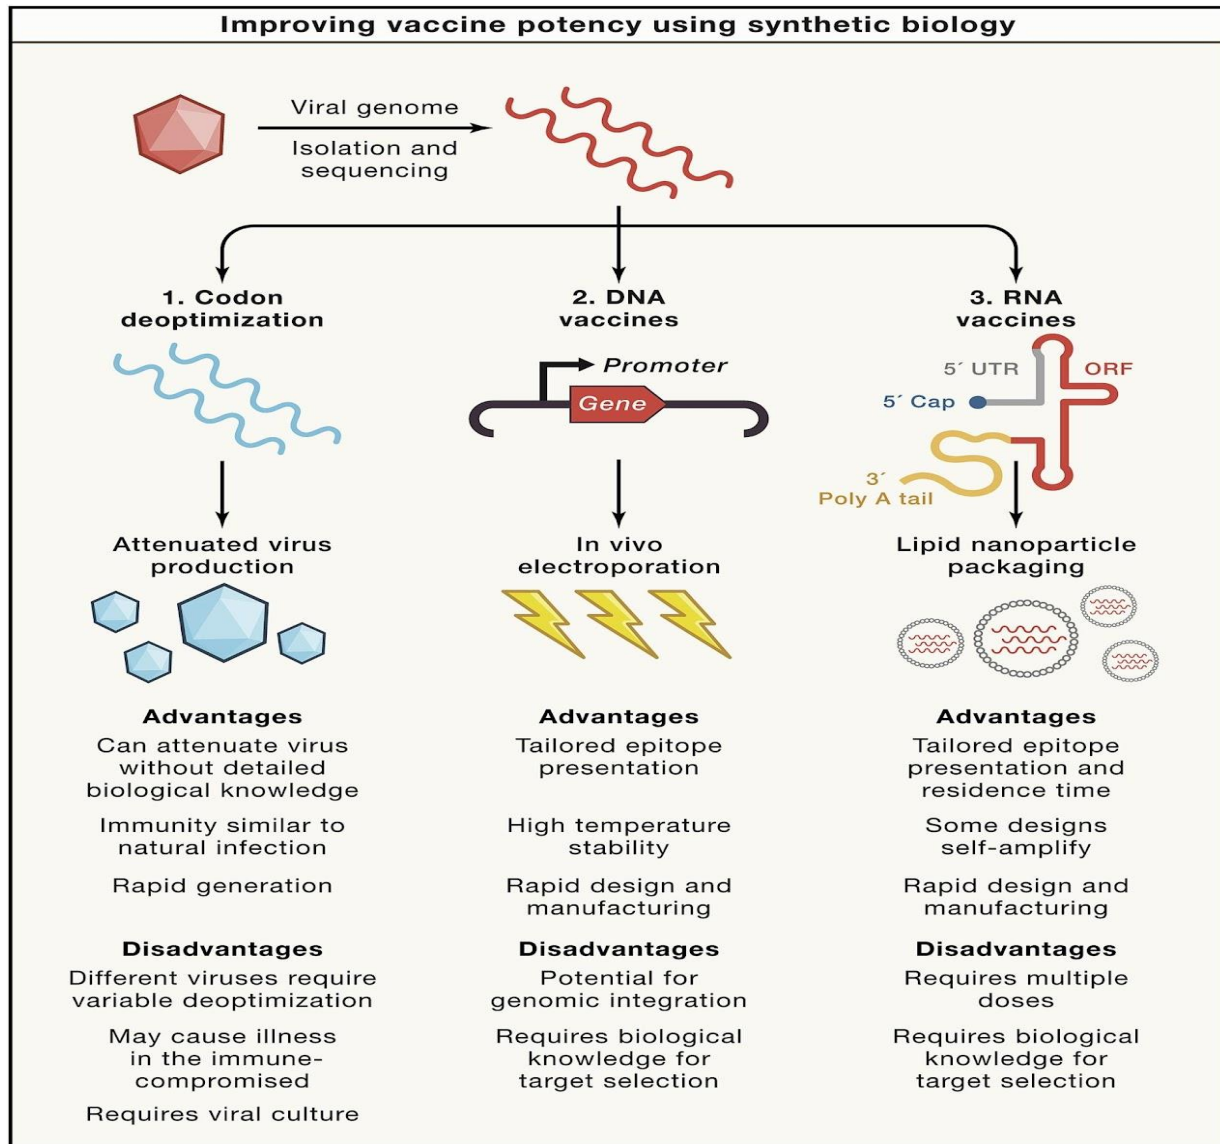 Improving vaccine potency using synthetic biology
Viral genome
Isolation and
sequencing
1. Codon
deoptimization
Attenuated virus
production
Advantages
Can attenuate virus
without detailed
biological knowledge
Immunity similar to
natural infection
Rapid generation
Disadvantages
Different viruses require
variable deoptimization
May cause illness
in the immune-
compromised
Requires viral culture
2. DNA
vaccines
Promoter
Gene
In vivo
electroporation
Advantages
Tailored epitope
presentation
High temperature
stability
Rapid design and
manufacturing
Disadvantages
Potential for
genomic integration
Requires biological
knowledge for
target selection
3. RNA
vaccines
5´ UTR
ORF
5´ Cap
3´
Poly A tail
Lipid nanoparticle
packaging
Advantages
Tailored epitope
presentation and
residence time
Some designs
self-amplify
Rapid design and
manufacturing
Disadvantages
Requires multiple
doses
Requires biological
knowledge for
target selection